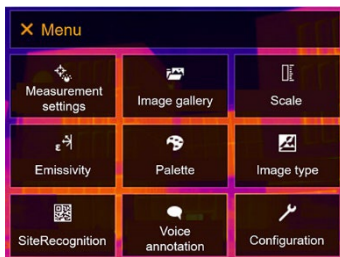 Menu
Measurement
settings
Image gallery
Scale
Emissivity
Palette
Image type
SiteRecognition
Voice
annotation
Configuration